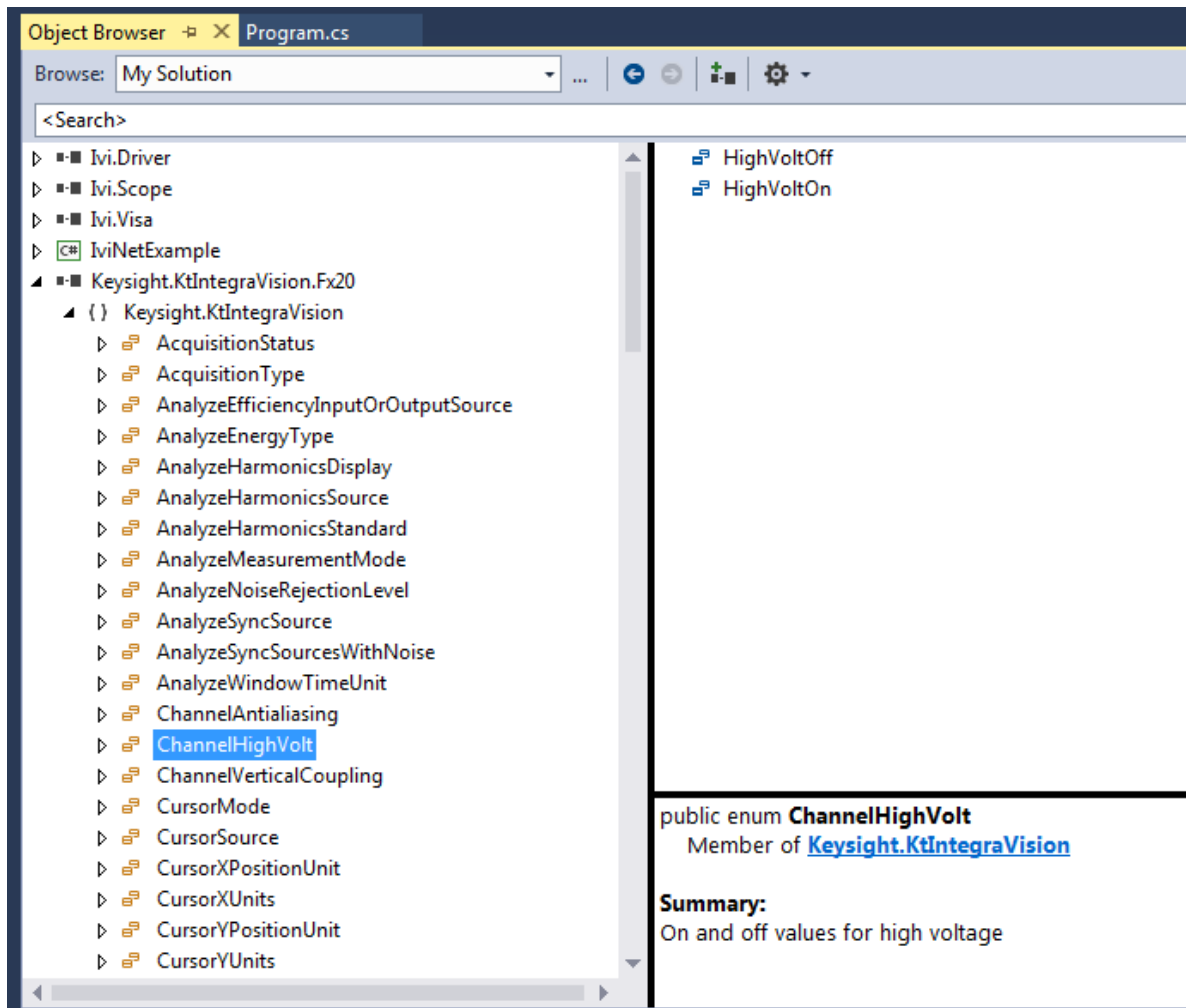 Object Browser
Program.cs
Browse: My Solution ...
<Search>
Ivi.Driver
Ivi.Scope
Ivi.Visa
C# IviNetExample
Keysight.KtIntegraVision.Fx20
{ } Keysight.KtIntegraVision
AcquisitionStatus
AcquisitionType
AnalyzeEfficiencyInputOrOutputSource
AnalyzeEnergyType
AnalyzeHarmonicsDisplay
AnalyzeHarmonicsSource
AnalyzeHarmonicsStandard
AnalyzeMeasurementMode
AnalyzeNoiseRejectionLevel
AnalyzeSyncSource
AnalyzeSyncSourcesWithNoise
AnalyzeWindowTimeUnit
ChannelAntialiasing
ChannelHighVolt
ChannelVerticalCoupling
CursorMode
CursorSource
CursorXPositionUnit
CursorXUnits
CursorYPositionUnit
CursorYUnits
HighVoltOff
HighVoltOn
public enum ChannelHighVolt
Member of Keysight.KtIntegraVision
Summary:
On and off values for high voltage